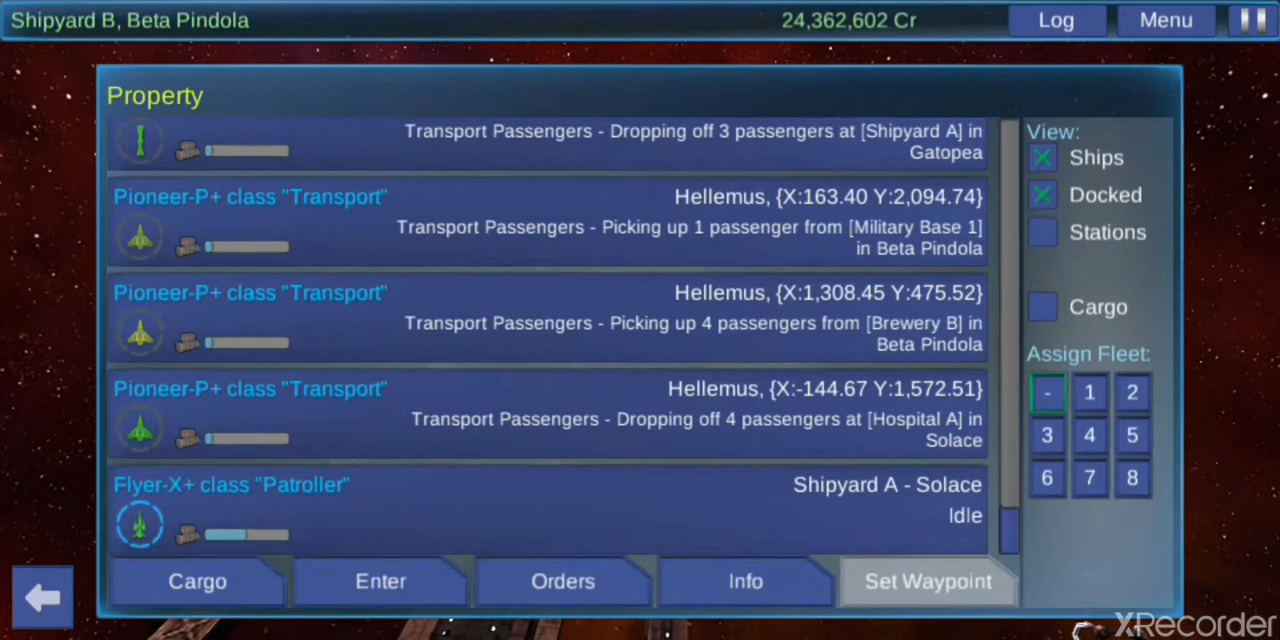 Shipyard B, Beta Pindola
24,362,602 Cr
Log
Menu
Property
Transport Passengers - Dropping off 3 passengers at [Shipyard A] in
Gatopea
Pioneer-P+ class "Transport"
Hellemus, {X:163.40 Y:2,094.74}
Transport Passengers - Picking up 1 passenger from [Military Base 1]
in Beta Pindola
Pioneer-P+ class "Transport"
Hellemus, {X:1,308.45 Y:475.52}
Transport Passengers - Picking up 4 passengers from [Brewery B] in
Beta Pindola
Pioneer-P+ class "Transport"
Hellemus, {X:-144.67 Y:1,572.51}
Transport Passengers - Dropping off 4 passengers at [Hospital A] in
Solace
Flyer-X+ class "Patroller"
Shipyard A - Solace
Idle
View:
Ships
Docked
Stations
Cargo
Assign Fleet:
- 1 2
3 4 5
6 7 8
Cargo
Enter
Orders
Info
Set Waypoint
XRecorder